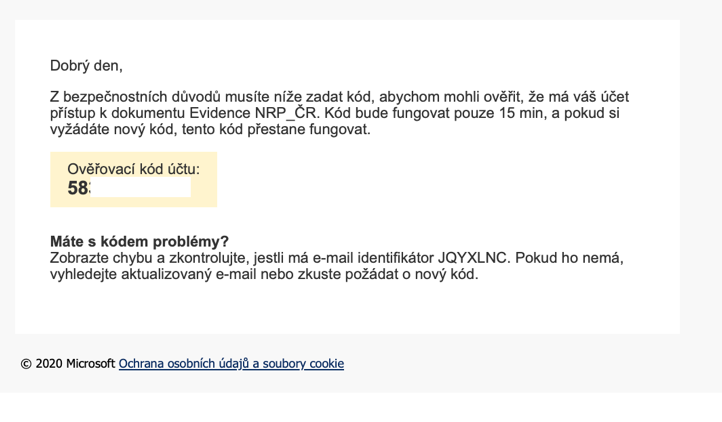 Dobrý den,
Z bezpečnostních důvodů musíte níže zadat kód, abychom mohli ověřit, že má váš účet
přístup k dokumentu Evidence NRP_ČR. Kód bude fungovat pouze 15 min, a pokud si
vyžádáte nový kód, tento kód přestane fungovat.
Ověřovací kód účtu:
58
Máte s kódem problémy?
Zobrazte chybu a zkontrolujte, jestli má e-mail identifikátor JQYXLNC. Pokud ho nemá,
vyhledejte aktualizovaný e-mail nebo zkuste požádat o nový kód.
© 2020 Microsoft Ochrana osobních údajů a soubory cookie